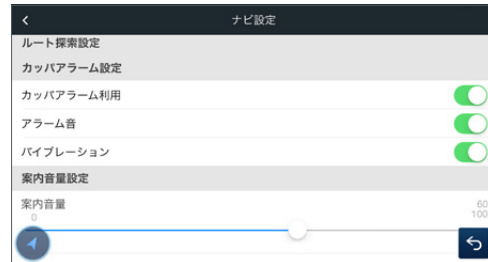 ナビ設定
ルート探索設定
カッパアラーム設定
カッパアラーム利用
アラーム音
バイブレーション
案内音量設定
案内音量 60
0 100